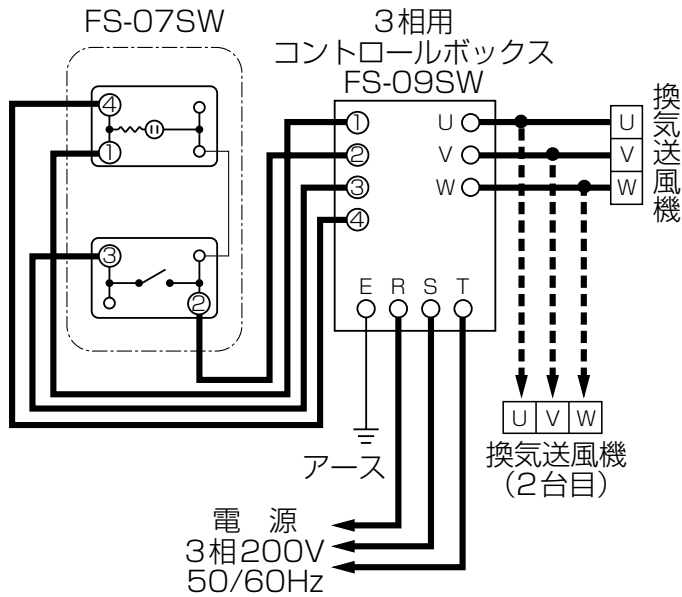 FS-07SW
3相用
コントロールボックス
FS-09SW
④
①
③
②
①
②
③
④
U
V
W
E R S T
U
V
W
換気送風機
アース
U V W
換気送風機
(2台目)
電 源
3相200V
50/60Hz